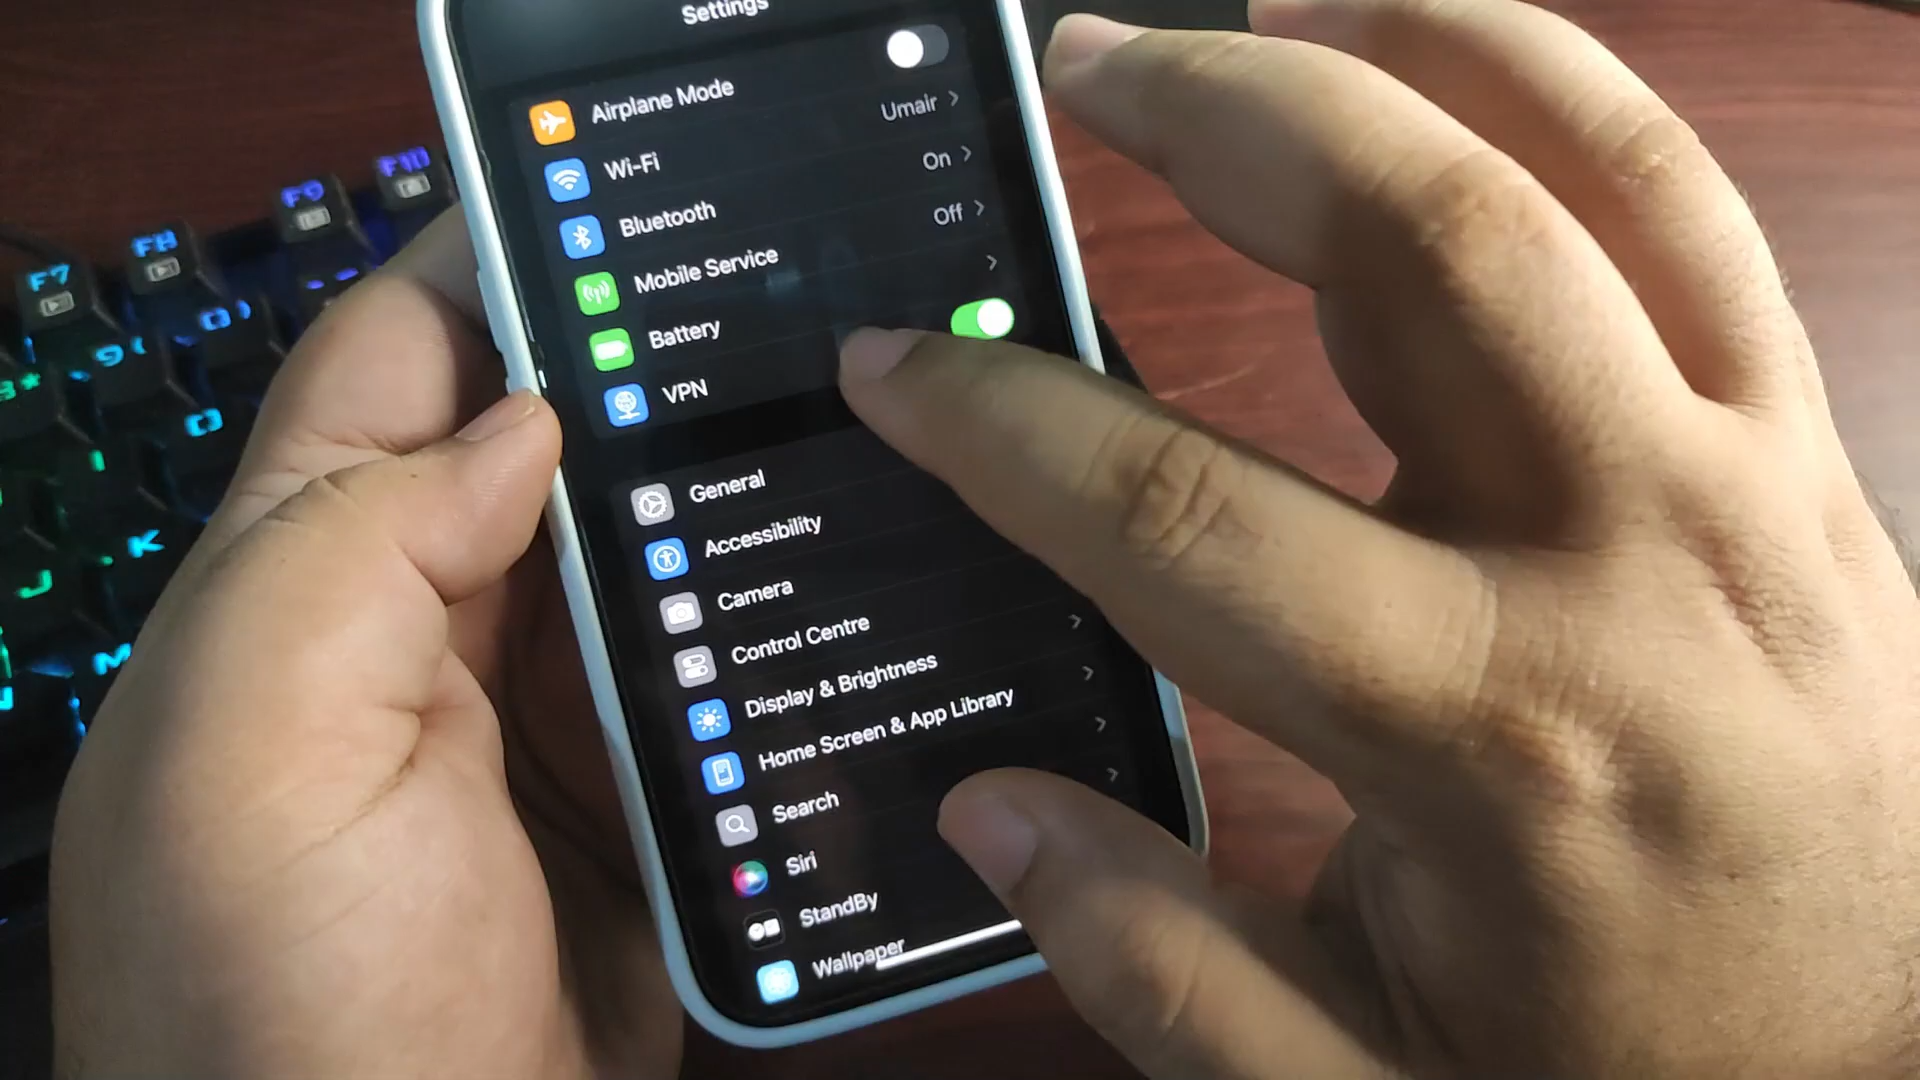 Settings
Airplane Mode
Wi-Fi Umair
Bluetooth On
Mobile Service Off
Battery
VPN
General
Accessibility
Camera
Control Centre
Display & Brightness
Home Screen & App Library
Search
Siri
StandBy
Wallpaper
F7
F8
F9
F10
9 (
K
J
M